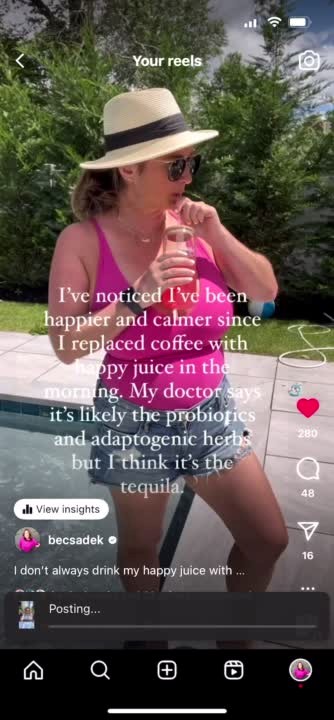 Your reels
I've noticed I've been
happier and calmer since
I replaced coffee with
happy juice in the
morning. My doctor says
it's likely the probiotics
and adaptogenic herbs
but I think it's the
tequila.
280
48
16
View insights
becsadek
I don't always drink my happy juice with ...
Posting...